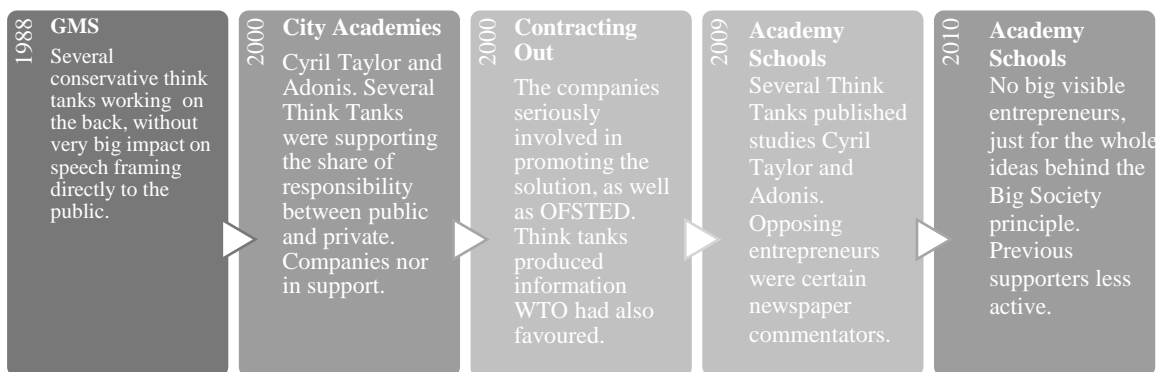 1988
GMS
Several
conservative think
tanks working on
the back, without
very big impact on
speech framing
directly to the
public.
2000
City Academies
Cyril Taylor and
Adonis. Several
Think Tanks
were supporting
the share of
responsibility
between public
and private.
Companies nor
in support.
2000
Contracting
Out
The companies
seriously
involved in
promoting the
solution, as well
as OFSTED.
Think tanks
produced
information
WTO had also
favoured.
2009
Academy
Schools
Several Think
Tanks published
studies Cyril
Taylor and
Adonis.
Opposing
entrepreneurs
were certain
newspaper
commentators.
2010
Academy
Schools
No big visible
entrepreneurs,
just for the whole
ideas behind the
Big Society
principle.
Previous
supporters less
active.